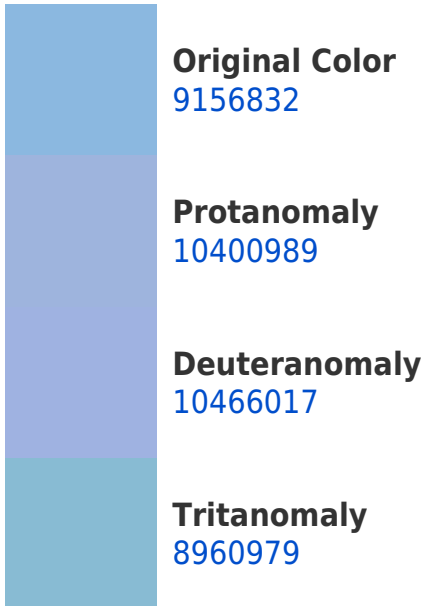 Original Color
9156832
Protanomaly
10400989
Deuteranomaly
10466017
Tritanomaly
8960979